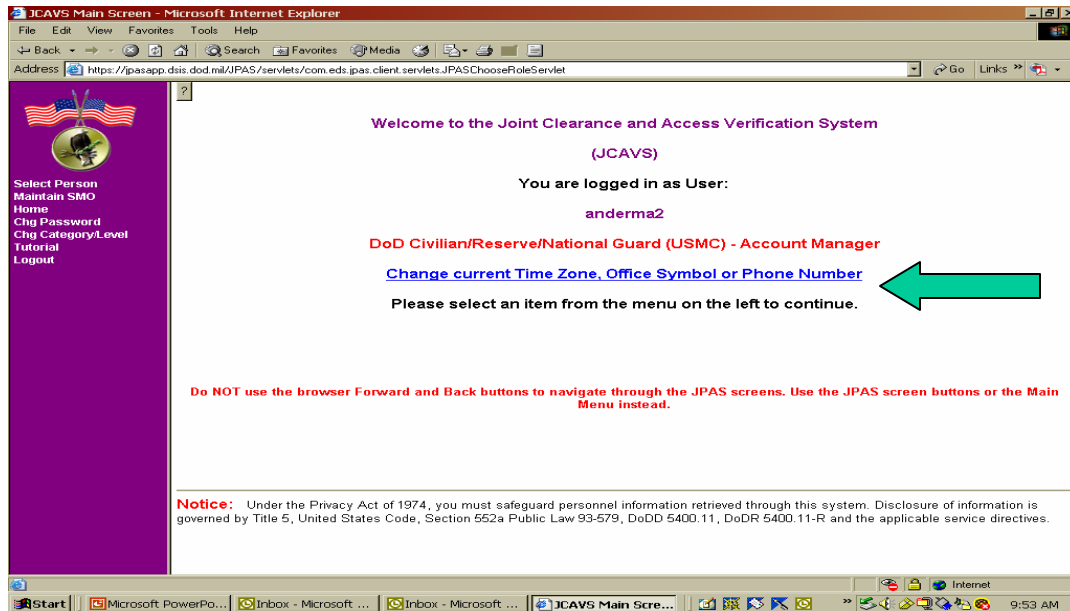 JCAVS Main Screen - Microsoft Internet Explorer
File Edit View Favorites Tools Help
Back Search Favorites Media
Address https://jpasapp.dsis.dod.mil/JPAS/servlets/com.eds.jpas.client.servlets.JPASChooseRoleServlet Go Links »
?
Select Person
Maintain SMO
Home
Chg Password
Chg Category/Level
Tutorial
Logout
Welcome to the Joint Clearance and Access Verification System
(JCAVS)
You are logged in as User:
anderma2
DoD Civilian/Reserve/National Guard (USMC) - Account Manager
Change current Time Zone, Office Symbol or Phone Number
Please select an item from the menu on the left to continue.
Do NOT use the browser Forward and Back buttons to navigate through the JPAS screens. Use the JPAS screen buttons or the Main
Menu instead.
Notice: Under the Privacy Act of 1974, you must safeguard personnel information retrieved through this system. Disclosure of information is
governed by Title 5, United States Code, Section 552a Public Law 93-579, DoDD 5400.11, DoDR 5400.11-R and the applicable service directives.
Internet
Start Microsoft PowerPo... Inbox - Microsoft ... Inbox - Microsoft ... JCAVS Main Scre... » 9:53 AM